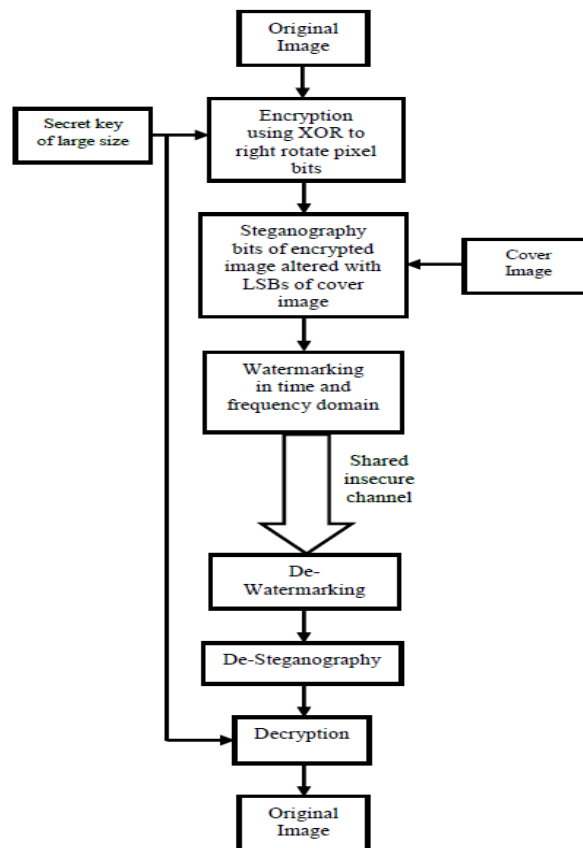 Original
Image
Secret key
of large size
Encryption
using XOR to
right rotate pixel
bits
Steganography
bits of encrypted
image altered with
LSBs of cover
image
Cover
Image
Watermarking
in time and
frequency domain
Shared
insecure
channel
De-
Watermarking
De-Steganography
Decryption
Original
Image